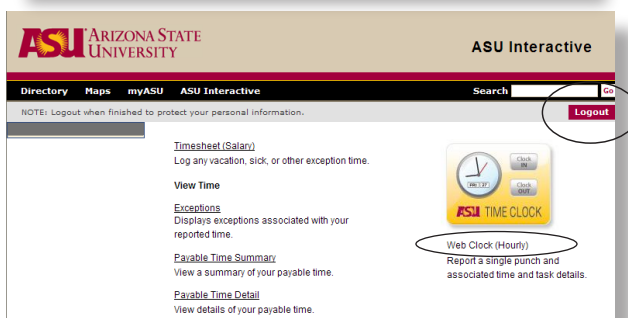 ASU ARIZONA STATE
UNIVERSITY
ASU Interactive
Directory Maps myASU ASU Interactive Search Go
NOTE: Logout when finished to protect your personal information. Logout
Timesheet (Salary)
Log any vacation, sick, or other exception time.
View Time
Exceptions
Displays exceptions associated with your
reported time.
Payable Time Summary
View a summary of your payable time.
Payable Time Detail
View details of your payable time.
Clock
IN
Clock
OUT
ASU TIME CLOCK
Web Clock (Hourly)
Report a single punch and
associated time and task details.